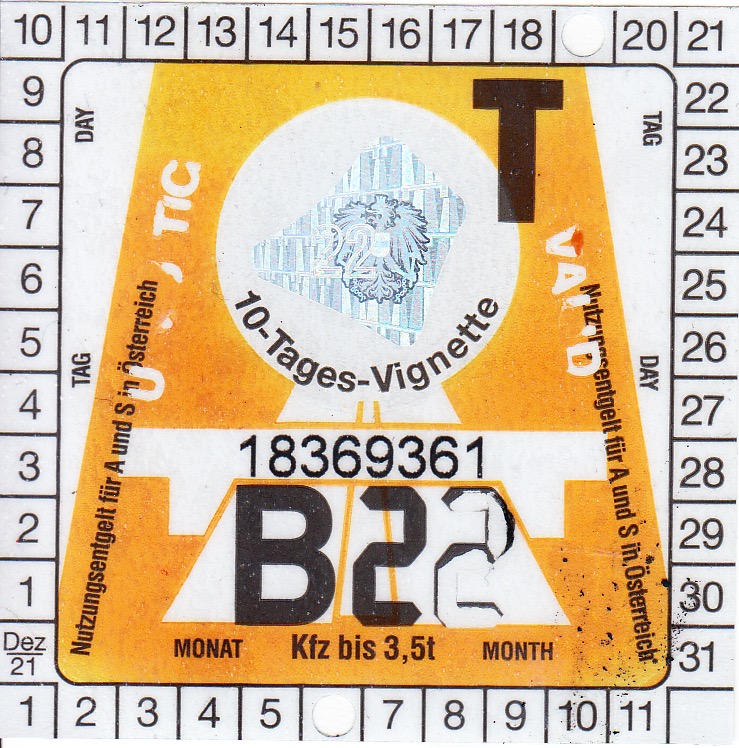 10 11 12 13 14 15 16 17 18 20 21
9 22
8 23
7 24
6 25
5 26
4 27
3 28
2 29
1 30
Dez
21
31
1 2 3 4 5 7 8 9 10 11
DAY
TAG
T
TIC
22
10-Tages-Vignette
TAG
DAY
Nutzungsentgelt für A und S in Österreich
Nutzungsentgelt für A und S in Österreich
18369361
B22
MONAT Kfz bis 3,5t MONTH